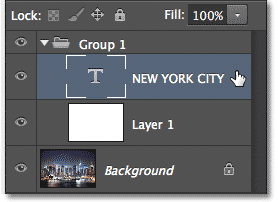 Lock: Fill: 100%
Group 1
T NEW YORK CITY
Layer 1
Background